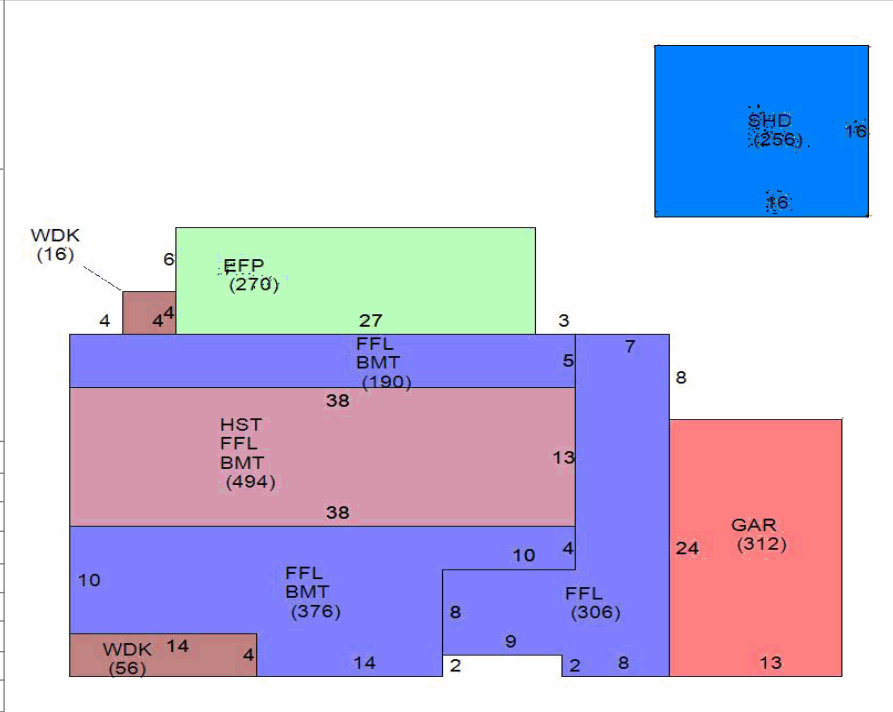 SHD
(256)
16
16
WDK
(16)
6
EFP
(270)
4
4
4
27
3
FFL
BMT
(190)
5
7
8
38
HST
FFL
BMT
(494)
13
38
10
4
10
FFL
BMT
(376)
8
FFL
(306)
24
GAR
(312)
WDK
(56)
14
4
14
2
9
2
8
13